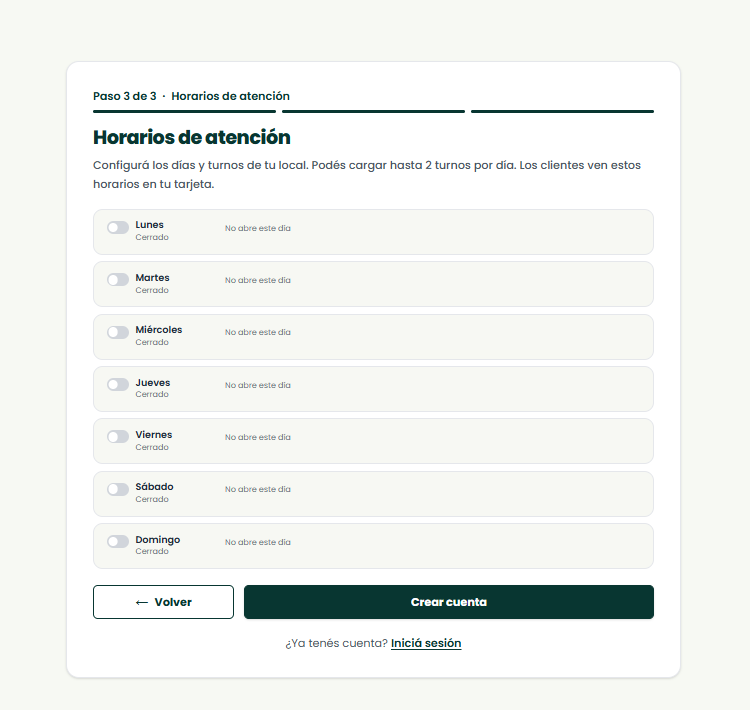 Paso 3 de 3 · Horarios de atención
Horarios de atención
Configurá los días y turnos de tu local. Podés cargar hasta 2 turnos por día. Los clientes ven estos
horarios en tu tarjeta.
Lunes
Cerrado
No abre este día
Martes
Cerrado
No abre este día
Miércoles
Cerrado
No abre este día
Jueves
Cerrado
No abre este día
Viernes
Cerrado
No abre este día
Sábado
Cerrado
No abre este día
Domingo
Cerrado
No abre este día
← Volver
Crear cuenta
¿Ya tenés cuenta? Iniciá sesión